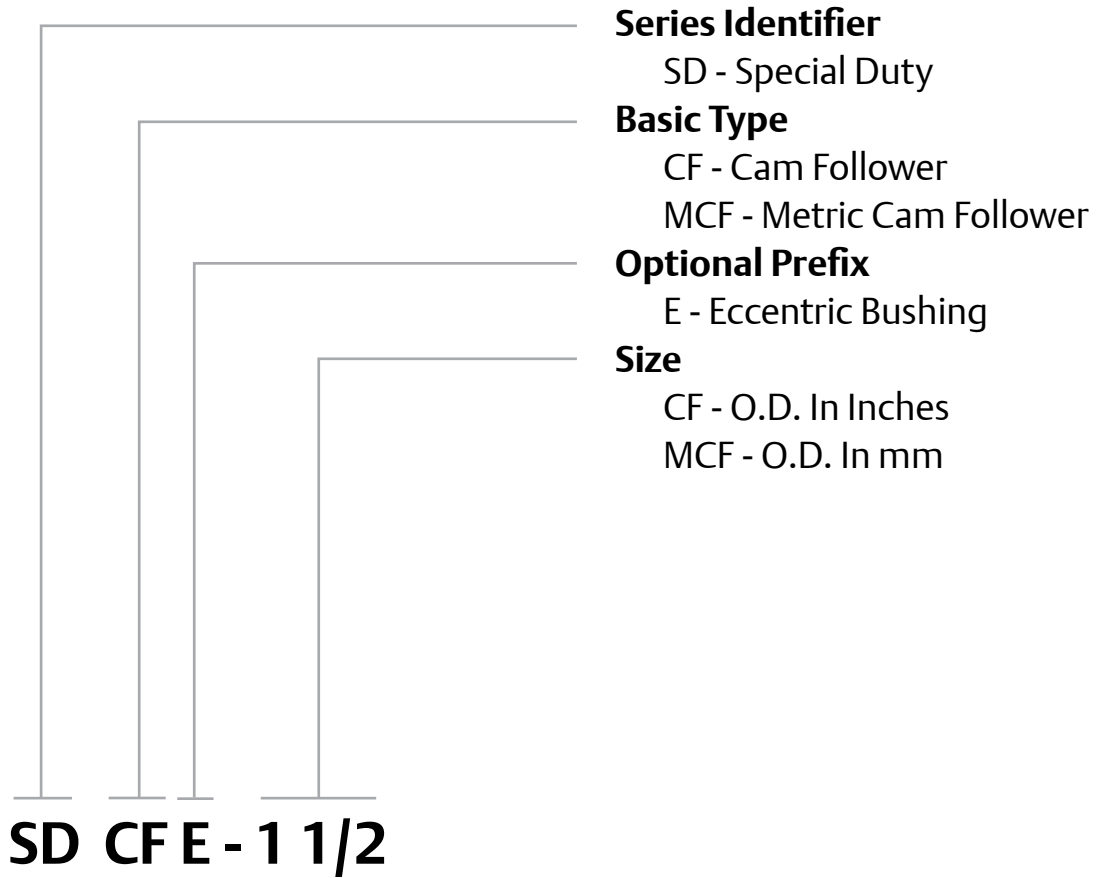 Series Identifier
SD - Special Duty
Basic Type
CF - Cam Follower
MCF - Metric Cam Follower
Optional Prefix
E - Eccentric Bushing
Size
CF - O.D. In Inches
MCF - O.D. In mm
SD CF E - 1 1/2